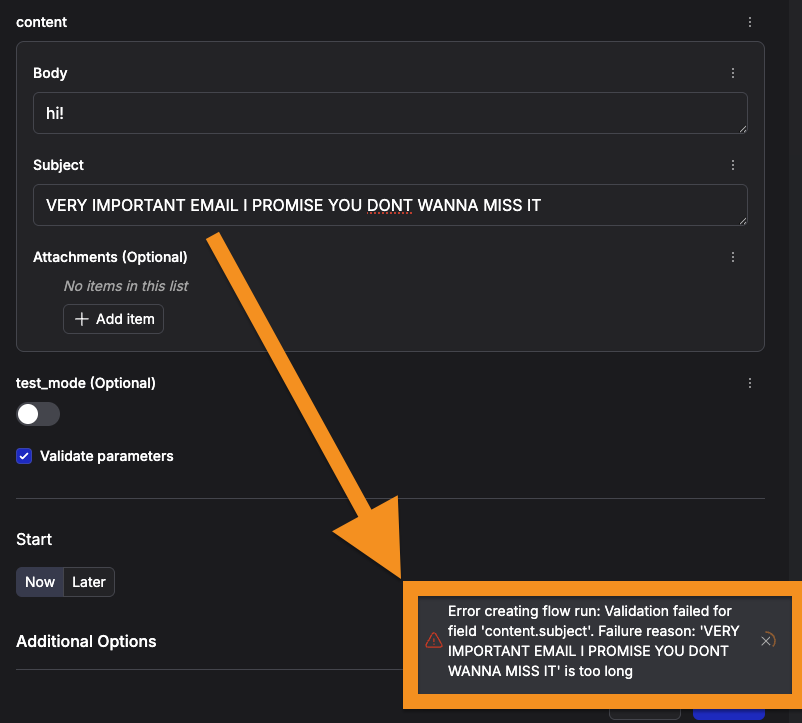 content
Body
hi!
Subject
VERY IMPORTANT EMAIL I PROMISE YOU DONT WANNA MISS IT
Attachments (Optional)
No items in this list
Add item
test_mode (Optional)
Validate parameters
Start
Now Later
Additional Options
Error creating flow run: Validation failed for
field 'content.subject'. Failure reason: 'VERY
IMPORTANT EMAIL I PROMISE YOU DONT
WANNA MISS IT' is too long